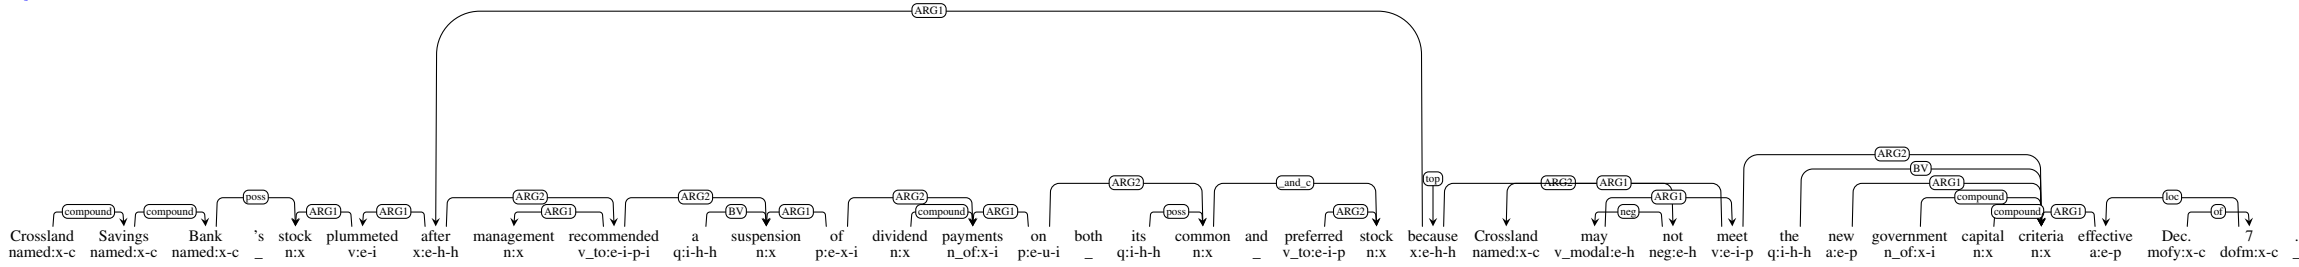 ARG1
ARG2 _and_c top ARG2 ARG1 ARG2 BV ARG1
poss ARG2 ARG2 ARG2 ARG1 compound loc
compound compound ARG1 ARG1 ARG1 BV ARG1 compound ARG1 poss ARG2 neg compound ARG1 of
Crossland Savings Bank 's stock plummeted after management recommended a suspension of dividend payments on both its common and preferred stock because Crossland may not meet the new government capital criteria effective Dec. 7 .
named:x-c named:x-c named:x-c _ n:x v:e-i x:e-h-h n:x v_to:e-i-p-i q:i-h-h n:x p:e-x-i n:x n_of:x-i p:e-u-i _ q:i-h-h n:x _ v_to:e-i-p n:x x:e-h-h named:x-c v_modal:e-h neg:e-h v:e-i-p q:i-h-h a:e-p n_of:x-i n:x n:x a:e-p mofy:x-c dofm:x-c _